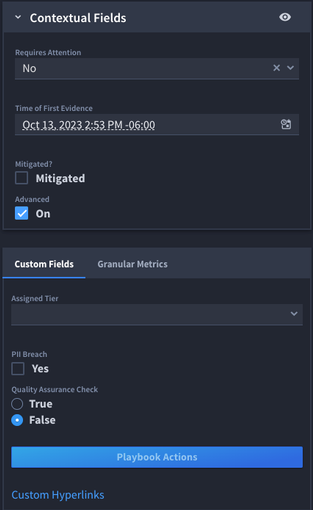 Contextual Fields
Requires Attention
No
Time of First Evidence
Oct 13, 2023 2:53 PM -06:00
Mitigated?
Mitigated
Advanced
On
Custom Fields Granular Metrics
Assigned Tier
PII Breach
Yes
Quality Assurance Check
True
False
Playbook Actions
Custom Hyperlinks